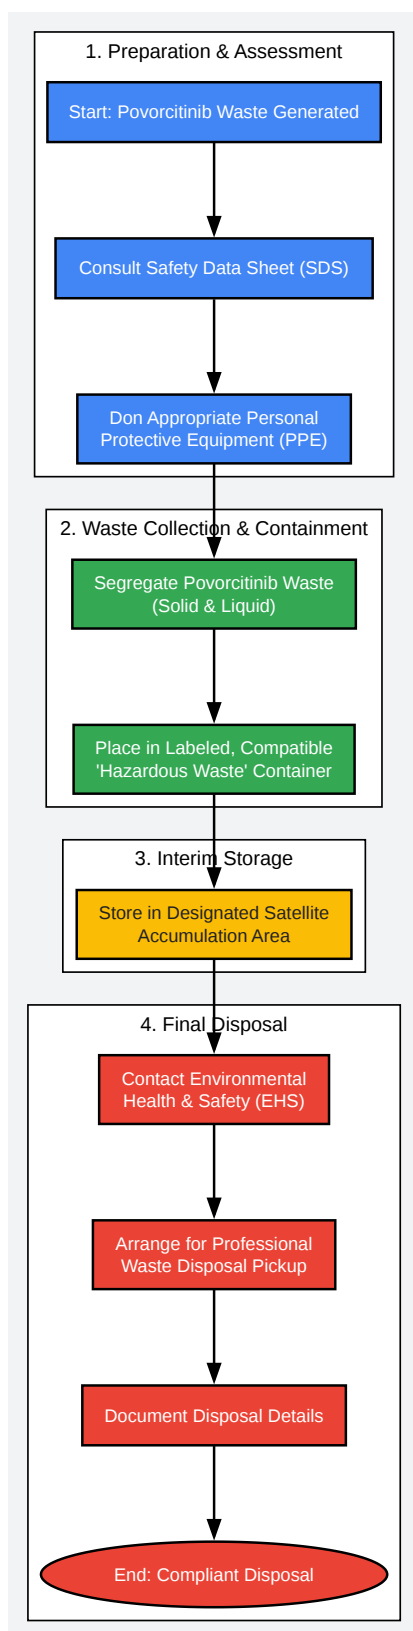 1. Preparation & Assessment
Start: Povorcitinib Waste Generated
Consult Safety Data Sheet (SDS)
Don Appropriate Personal
Protective Equipment (PPE)
2. Waste Collection & Containment
Segregate Povorcitinib Waste
(Solid & Liquid)
Place in Labeled, Compatible
'Hazardous Waste' Container
3. Interim Storage
Store in Designated Satellite
Accumulation Area
4. Final Disposal
Contact Environmental
Health & Safety (EHS)
Arrange for Professional
Waste Disposal Pickup
Document Disposal Details
End: Compliant Disposal